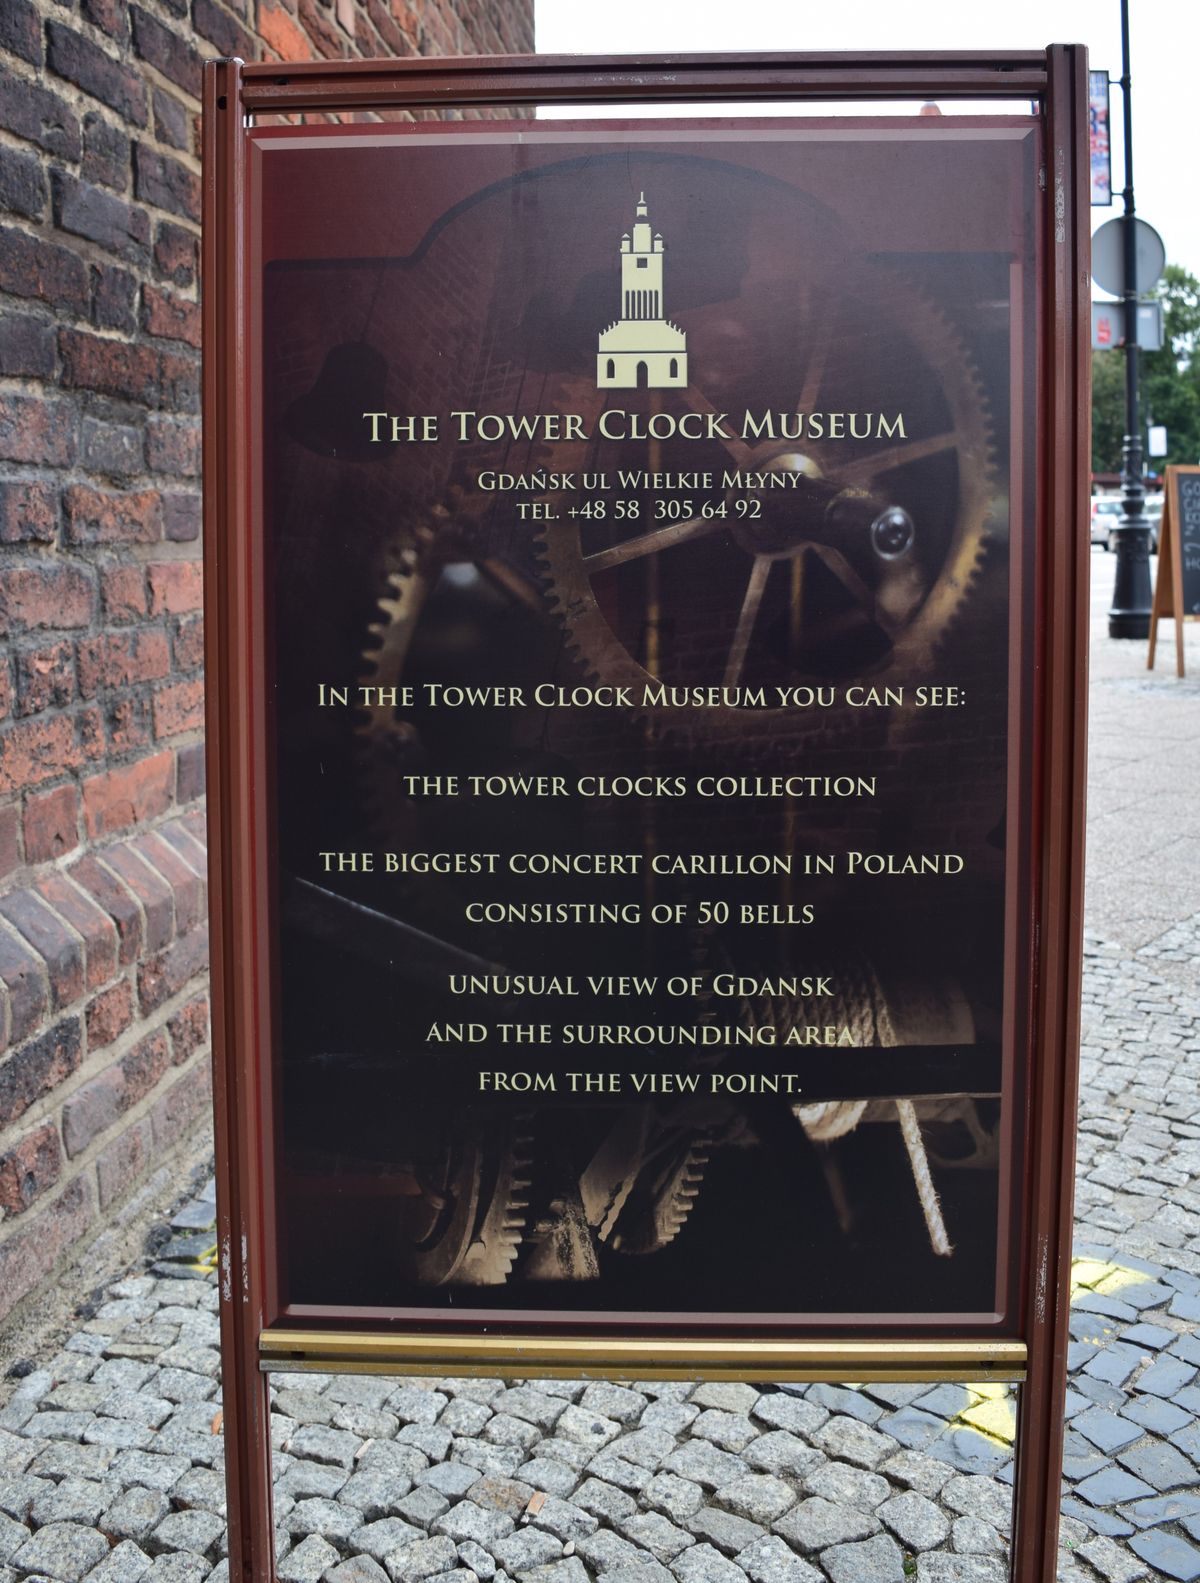 The Tower Clock Museum
Gdańsk ul Wielkie Młyny
tel. +48 58 305 64 92
In the Tower Clock Museum you can see:
the tower clocks collection
the biggest concert carillon in Poland
consisting of 50 bells
unusual view of Gdansk
and the surrounding area
from the view point.